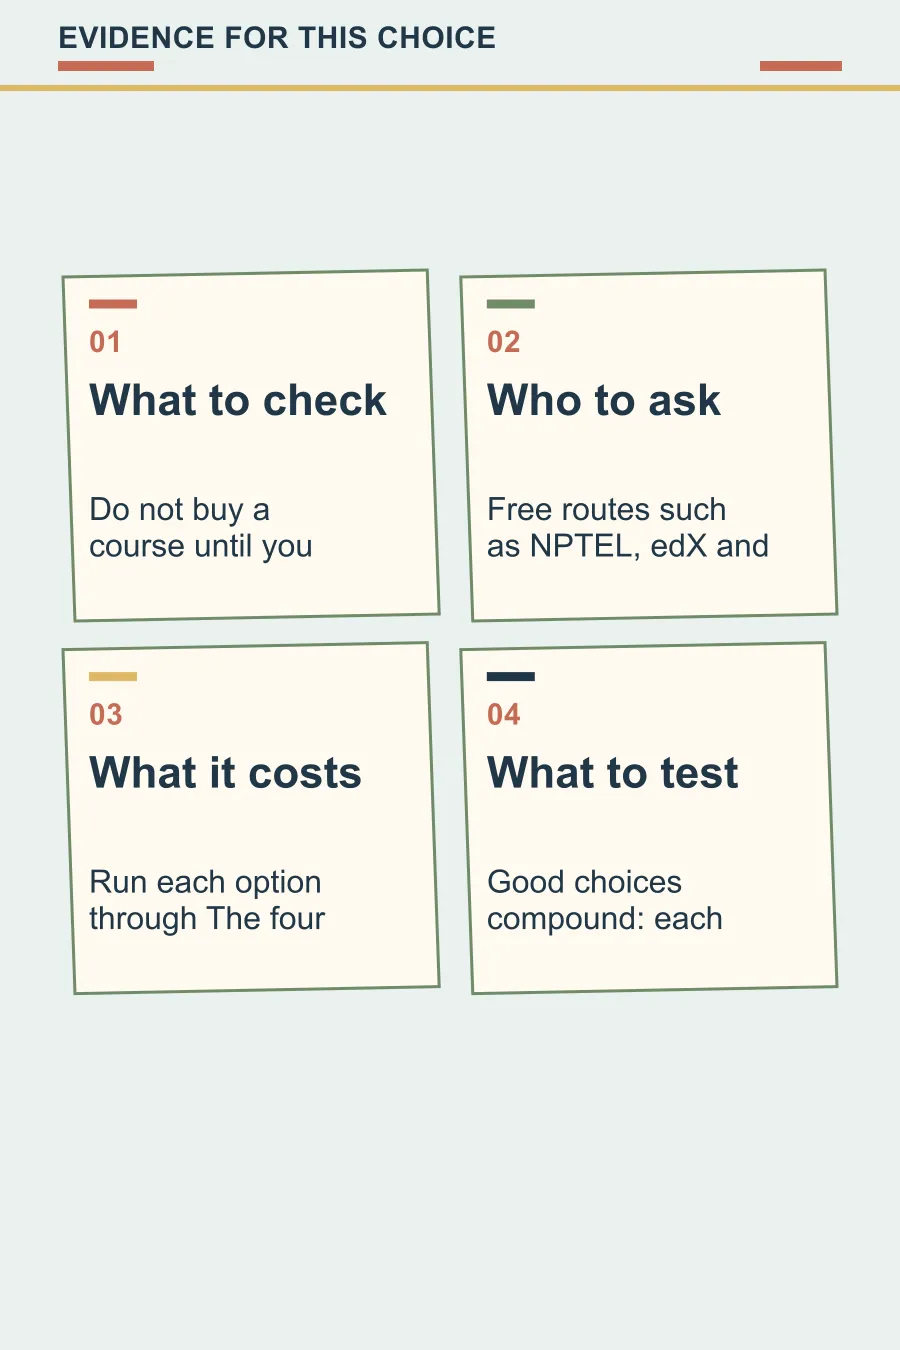 EVIDENCE FOR THIS CHOICE
01
What to check
Do not buy a
course until you
02
Who to ask
Free routes such
as NPTEL, edX and
03
What it costs
Run each option
through The four
04
What to test
Good choices
compound: each